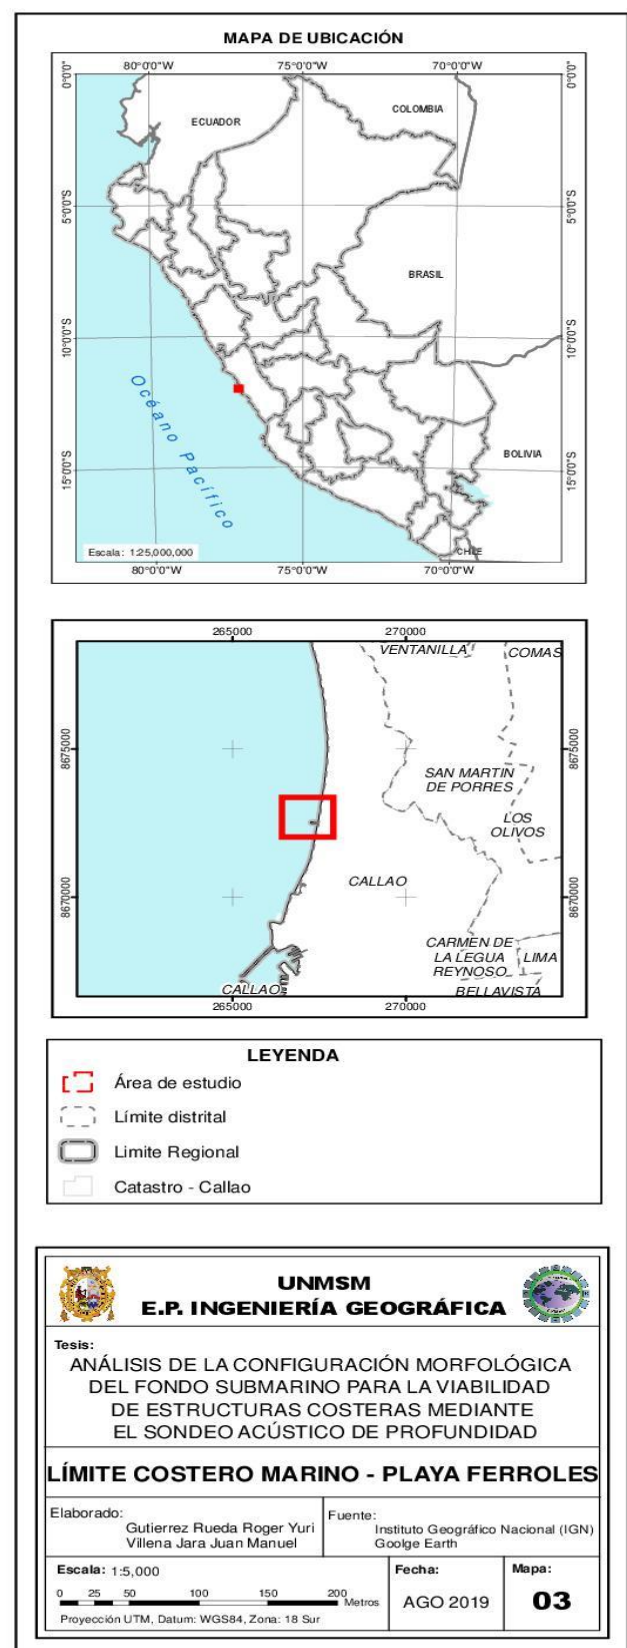 MAPA DE UBICACIÓN
80°0'0"W 75°0'0"W 70°0'0"W
0°0'0" 0°0'0"
COLOMBIA
ECUADOR
5°0'0"S 5°0'0"S
BRASIL
10°0'0"S 10°0'0"S
Océano Pacífico
BOLIVIA
15°0'0"S 15°0'0"S
CHILE
Escala: 1:25,000,000
80°0'0"W 75°0'0"W 70°0'0"W
265000 270000
VENTANILLA COMAS
8675000 8675000
SAN MARTIN
DE PORRES
LOS
OLIVOS
CALLAO
8670000 8670000
CARMEN DE
LA LEGUA
REYNOSO
LIMA
CALLAO
BELLAVISTA
265000 270000
LEYENDA
Área de estudio
Límite distrital
Limite Regional
Catastro - Callao
UNMSM
E.P. INGENIERÍA GEOGRÁFICA
Tesis:
ANÁLISIS DE LA CONFIGURACIÓN MORFOLÓGICA
DEL FONDO SUBMARINO PARA LA VIABILIDAD
DE ESTRUCTURAS COSTERAS MEDIANTE
EL SONDEO ACÚSTICO DE PROFUNDIDAD
LÍMITE COSTERO MARINO - PLAYA FERROLES
Elaborado:
Gutierrez Rueda Roger Yuri
Villena Jara Juan Manuel
Fuente:
Instituto Geográfico Nacional (IGN)
Goolge Earth
Escala: 1:5,000
0 25 50 100 150 200
Metros
Proyección UTM, Datum: WGS84, Zona: 18 Sur
Fecha:
AGO 2019
Mapa:
03